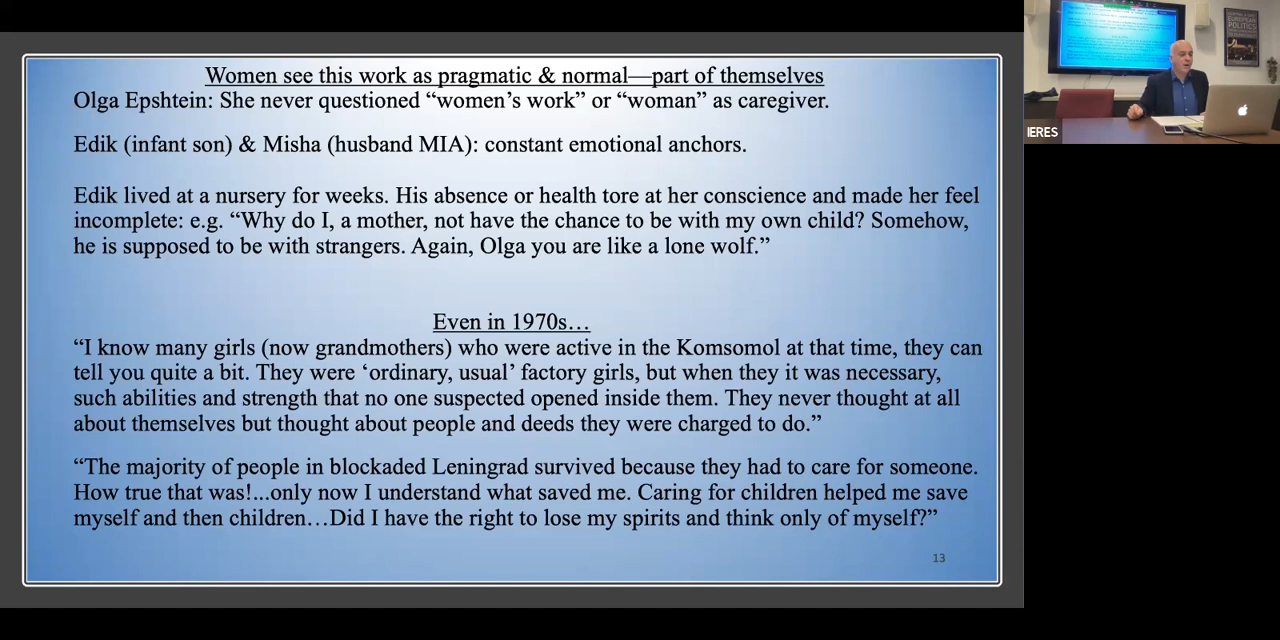 Women see this work as pragmatic & normal—part of themselves
Olga Epshtein: She never questioned “women’s work” or “woman” as caregiver.
Edik (infant son) & Misha (husband MIA): constant emotional anchors.
Edik lived at a nursery for weeks. His absence or health tore at her conscience and made her feel
incomplete: e.g. “Why do I, a mother, not have the chance to be with my own child? Somehow,
he is supposed to be with strangers. Again, Olga you are like a lone wolf.”
Even in 1970s…
“I know many girls (now grandmothers) who were active in the Komsomol at that time, they can
tell you quite a bit. They were ‘ordinary, usual’ factory girls, but when they it was necessary,
such abilities and strength that no one suspected opened inside them. They never thought at all
about themselves but thought about people and deeds they were charged to do.”
“The majority of people in blockaded Leningrad survived because they had to care for someone.
How true that was!...only now I understand what saved me. Caring for children helped me save
myself and then children…Did I have the right to lose my spirits and think only of myself?”
13
IERES
EUROPEAN
POLITICS